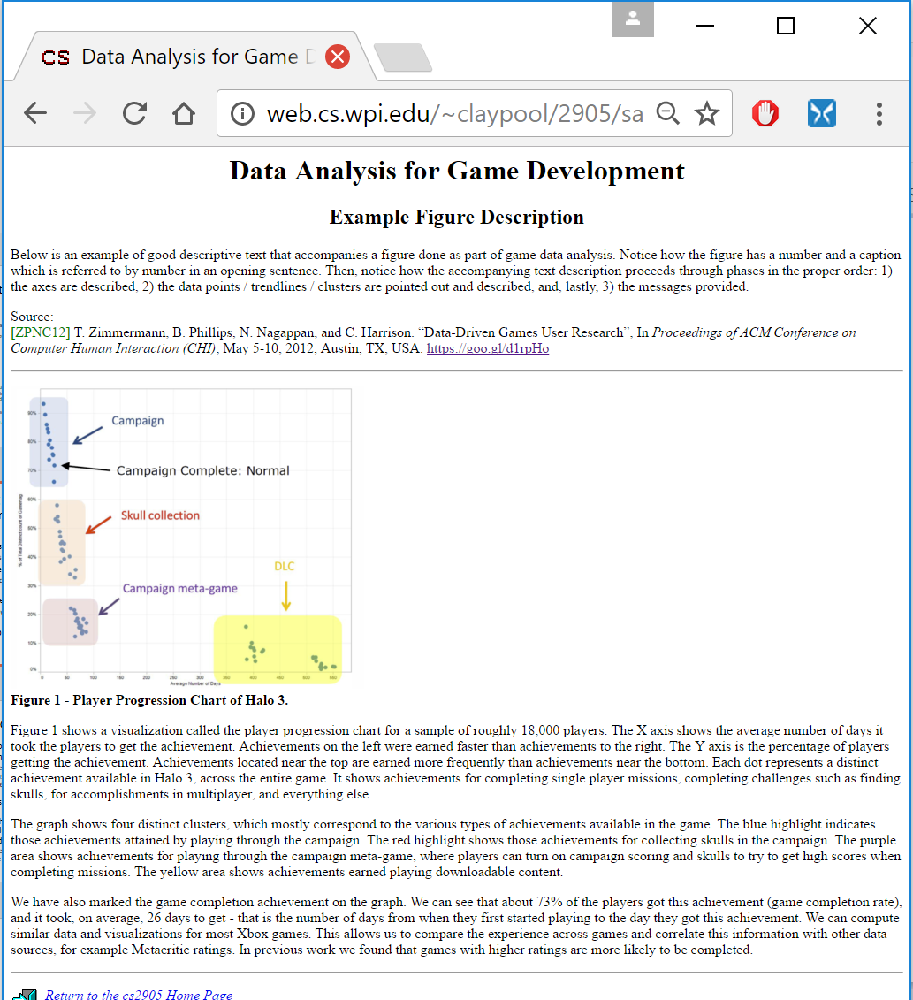 CS Data Analysis for Game D
web.cs.wpi.edu/~claypool/2905/sa
Data Analysis for Game Development
Example Figure Description
Below is an example of good descriptive text that accompanies a figure done as part of game data analysis. Notice how the figure has a number and a caption
which is referred to by number in an opening sentence. Then, notice how the accompanying text description proceeds through phases in the proper order: 1)
the axes are described, 2) the data points / trendlines / clusters are pointed out and described, and, lastly, 3) the messages provided.
Source:
[ZPNC12] T. Zimmermann, B. Phillips, N. Nagappan, and C. Harrison. “Data-Driven Games User Research”, In Proceedings of ACM Conference on
Computer Human Interaction (CHI), May 5-10, 2012, Austin, TX, USA. https://goo.gl/d1rpHo
90%
Campaign
80%
Campaign Complete: Normal
70%
60%
Skull collection
50%
40%
DLC
30%
Campaign meta-game
20%
10%
0%
0 50 100 150 200 250 300 350 400 450 500 550
Average Number of Days
% of Total Distinct count of Gamertag
Figure 1 - Player Progression Chart of Halo 3.
Figure 1 shows a visualization called the player progression chart for a sample of roughly 18,000 players. The X axis shows the average number of days it
took the players to get the achievement. Achievements on the left were earned faster than achievements to the right. The Y axis is the percentage of players
getting the achievement. Achievements located near the top are earned more frequently than achievements near the bottom. Each dot represents a distinct
achievement available in Halo 3, across the entire game. It shows achievements for completing single player missions, completing challenges such as finding
skulls, for accomplishments in multiplayer, and everything else.
The graph shows four distinct clusters, which mostly correspond to the various types of achievements available in the game. The blue highlight indicates
those achievements attained by playing through the campaign. The red highlight shows those achievements for collecting skulls in the campaign. The purple
area shows achievements for playing through the campaign meta-game, where players can turn on campaign scoring and skulls to try to get high scores when
completing missions. The yellow area shows achievements earned playing downloadable content.
We have also marked the game completion achievement on the graph. We can see that about 73% of the players got this achievement (game completion rate),
and it took, on average, 26 days to get - that is the number of days from when they first started playing to the day they got this achievement. We can compute
similar data and visualizations for most Xbox games. This allows us to compare the experience across games and correlate this information with other data
sources, for example Metacritic ratings. In previous work we found that games with higher ratings are more likely to be completed.
Return to the cs2905 Home Page